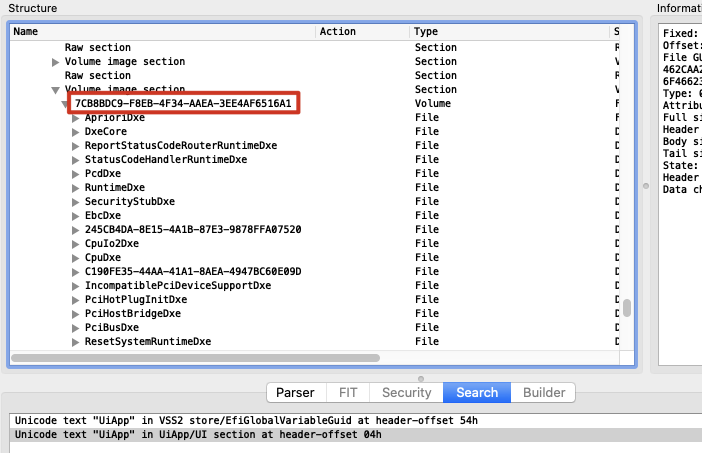 Structure
Informati
Name Action Type S
Raw section Section
Volume image section Section
Raw section Section
Volume image section Section
7CB8BDC9-F8EB-4F34-AAEA-3EE4AF6516A1 Volume
AprioriDxe File
DxeCore File
ReportStatusCodeRouterRuntimeDxe File
StatusCodeHandlerRuntimeDxe File
PcdDxe File
RuntimeDxe File
SecurityStubDxe File
EbcDxe File
245CB4DA-8E15-4A1B-87E3-9878FFA07520 File
CpuIo2Dxe File
CpuDxe File
C190FE35-44AA-41A1-8AEA-4947BC60E09D File
IncompatiblePciDeviceSupportDxe File
PciHotPlugInitDxe File
PciHostBridgeDxe File
PciBusDxe File
ResetSystemRuntimeDxe File
Fixed:
Offset:
File GU
462CAA2
6F46623
Type: 0
Attribu
Full si
Header
Body si
Tail si
State:
Header
Data ch
Parser FIT Security Search Builder
Unicode text "UiApp" in VSS2 store/EfiGlobalVariableGuid at header-offset 54h
Unicode text "UiApp" in UiApp/UI section at header-offset 04h